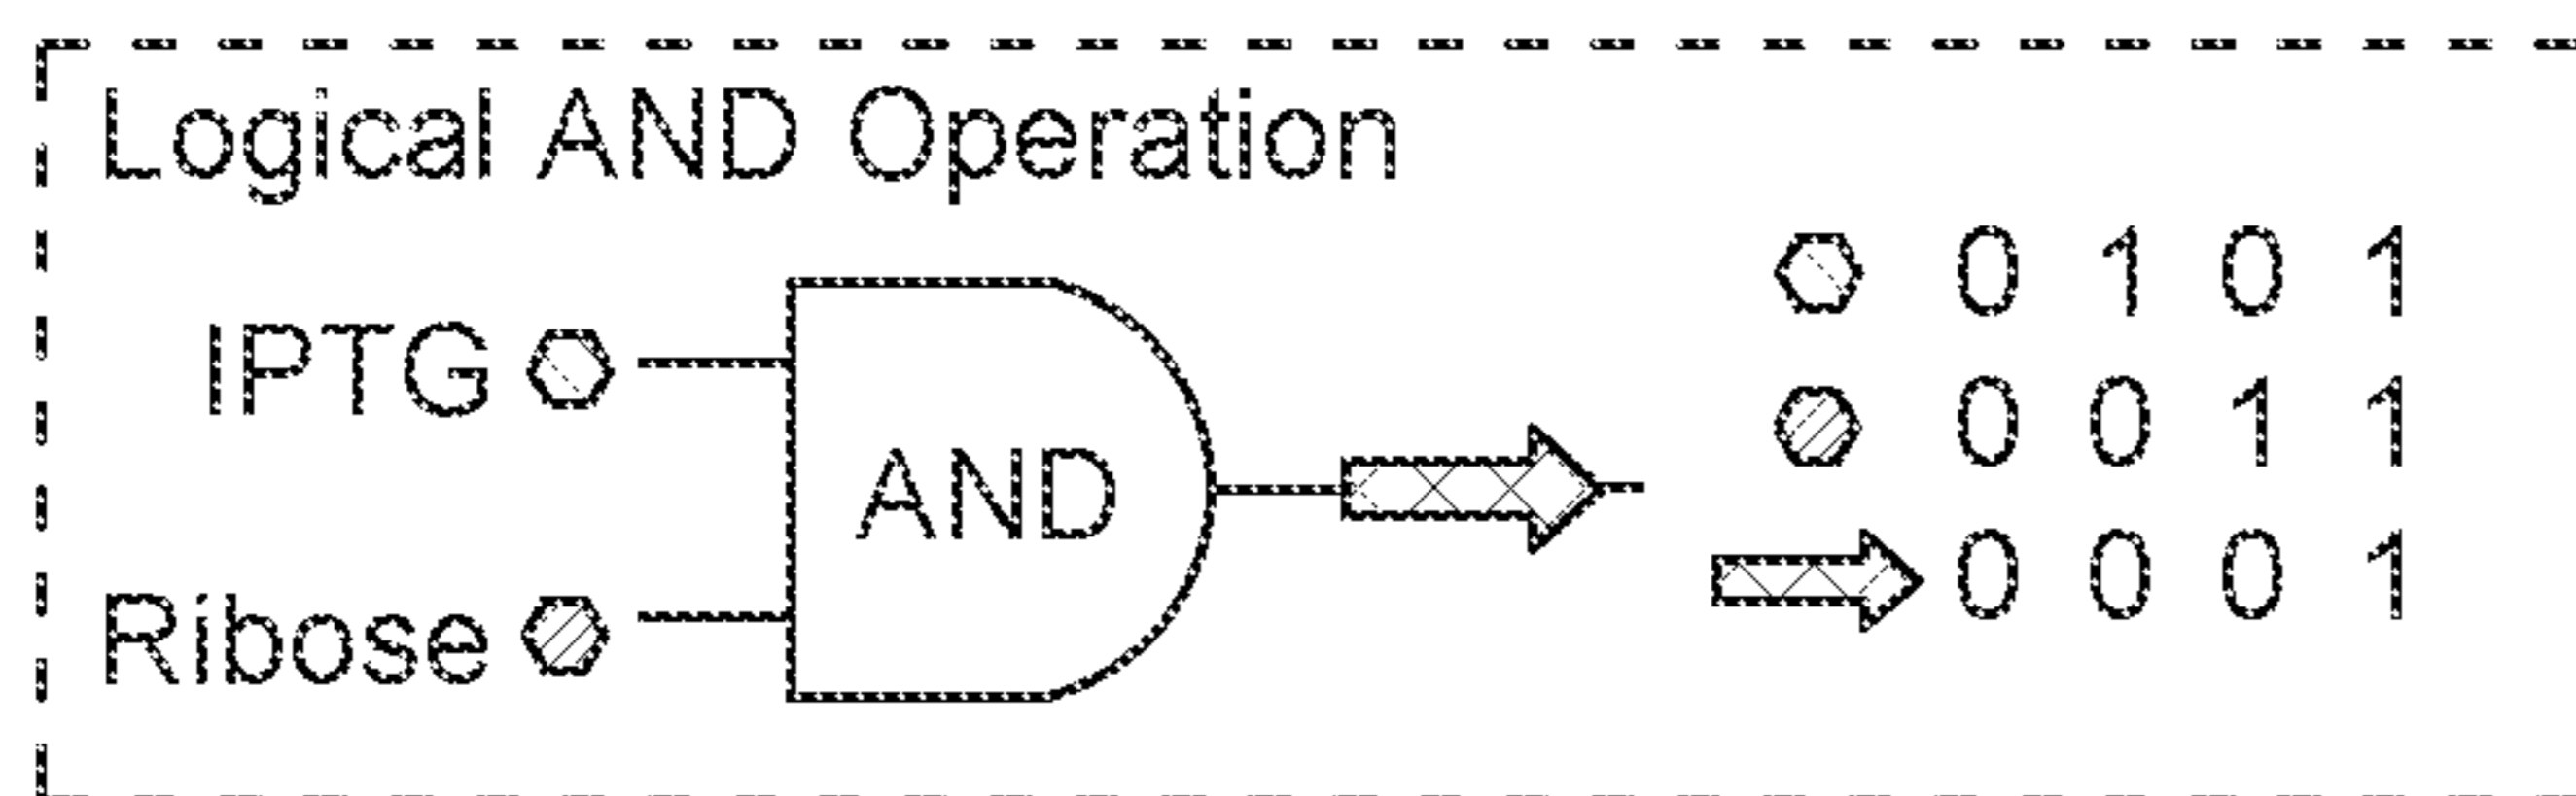 Logical AND Operation
0 1 0 1
IPTG
0 0 1 1
AND
0 0 0 1
Ribose